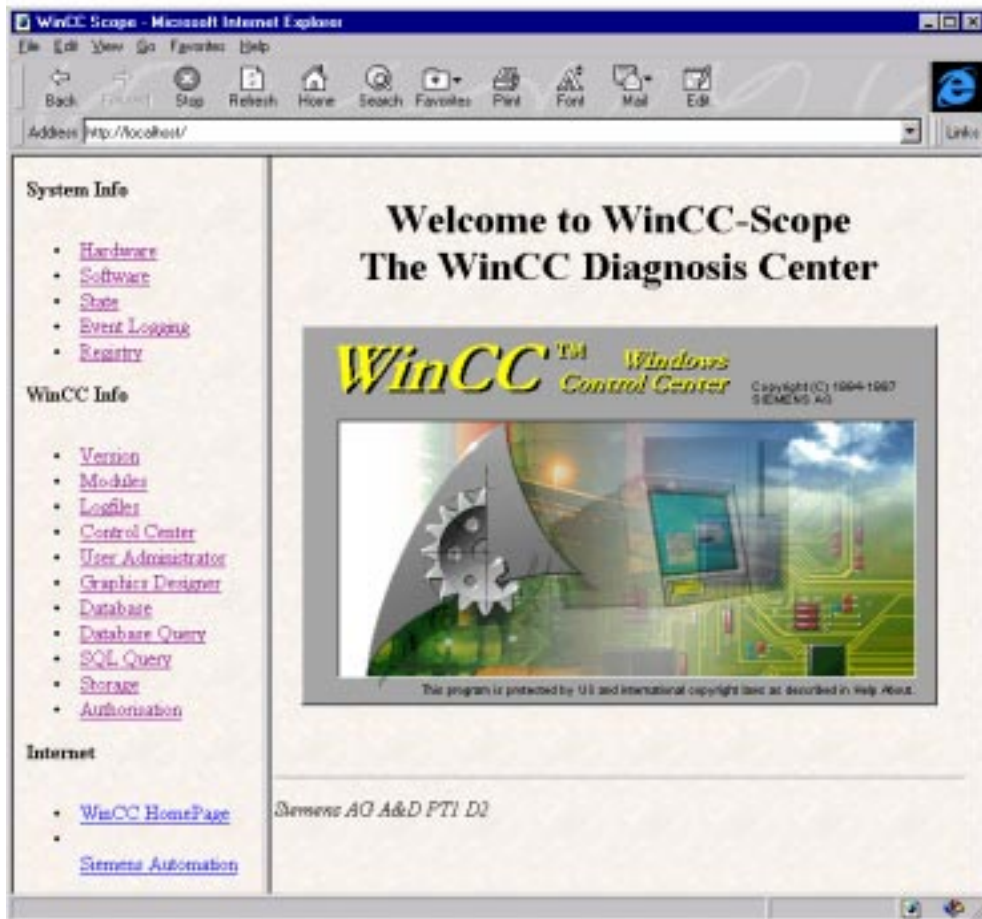 WinCC Scope - Microsoft Internet Explorer
File Edit View Go Favorites Help
Back Forward Stop Refresh Home Search Favorites Print Font Mail Edit
Address http://localhost/ Links
System Info
Hardware
Software
State
Event Logging
Registry
WinCC Info
Version
Modules
Logfiles
Control Center
User Administrator
Graphics Designer
Database
Database Query
SQL Query
Storage
Authorisation
Internet
WinCC HomePage
Siemens Automation
Welcome to WinCC-Scope
The WinCC Diagnosis Center
WinCC TM Windows
Control Center
Copyright (C) 1994-1997
SIEMENS AG
This program is protected by US and international copyright laws as described in Help About.
Siemens AG A&D PT1 D2